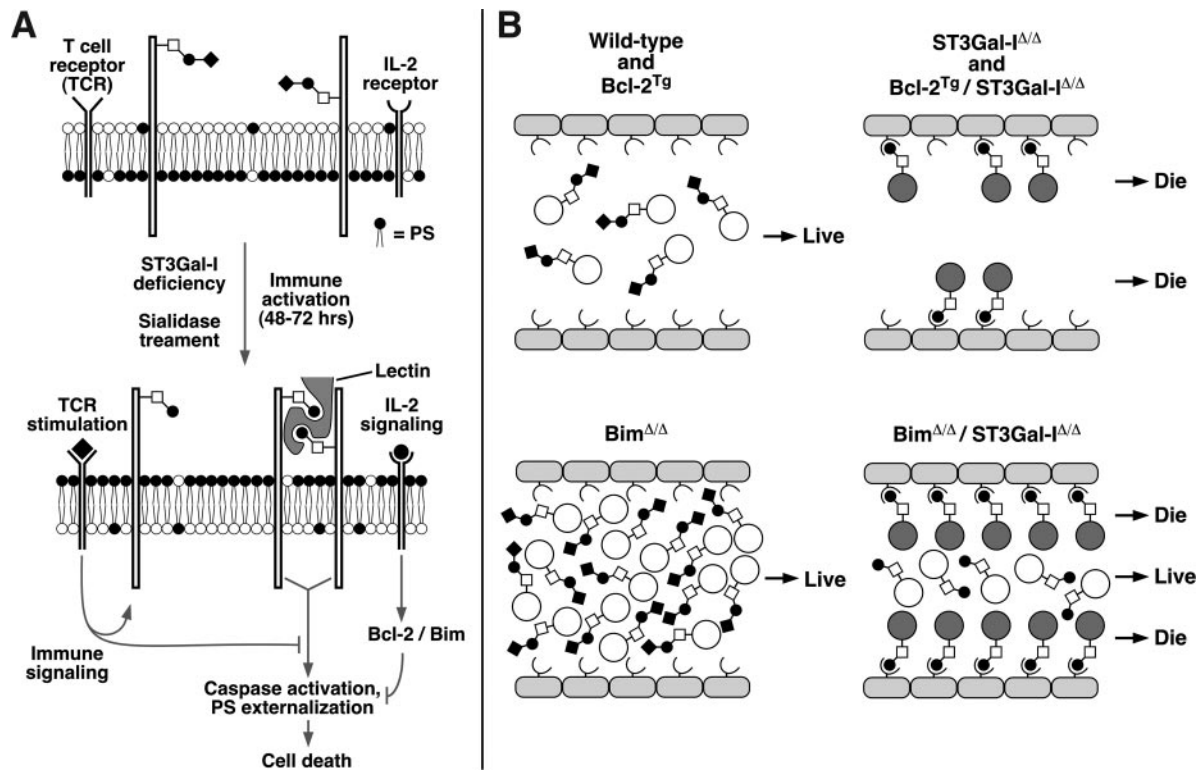 A
T cell
receptor
(TCR)
IL-2
receptor
= PS
ST3Gal-I
deficiency
Immune
activation
(48-72 hrs)
Sialidase
treament
Lectin
TCR
stimulation
IL-2
signaling
Immune
signaling
Bcl-2 / Bim
Caspase activation,
PS externalization
Cell death
B
Wild-type
and
Bcl-2Tg
Live
ST3Gal-IΔ/Δ
and
Bcl-2Tg / ST3Gal-IΔ/Δ
Die
Die
BimΔ/Δ
Live
BimΔ/Δ / ST3Gal-IΔ/Δ
Die
Live
Die